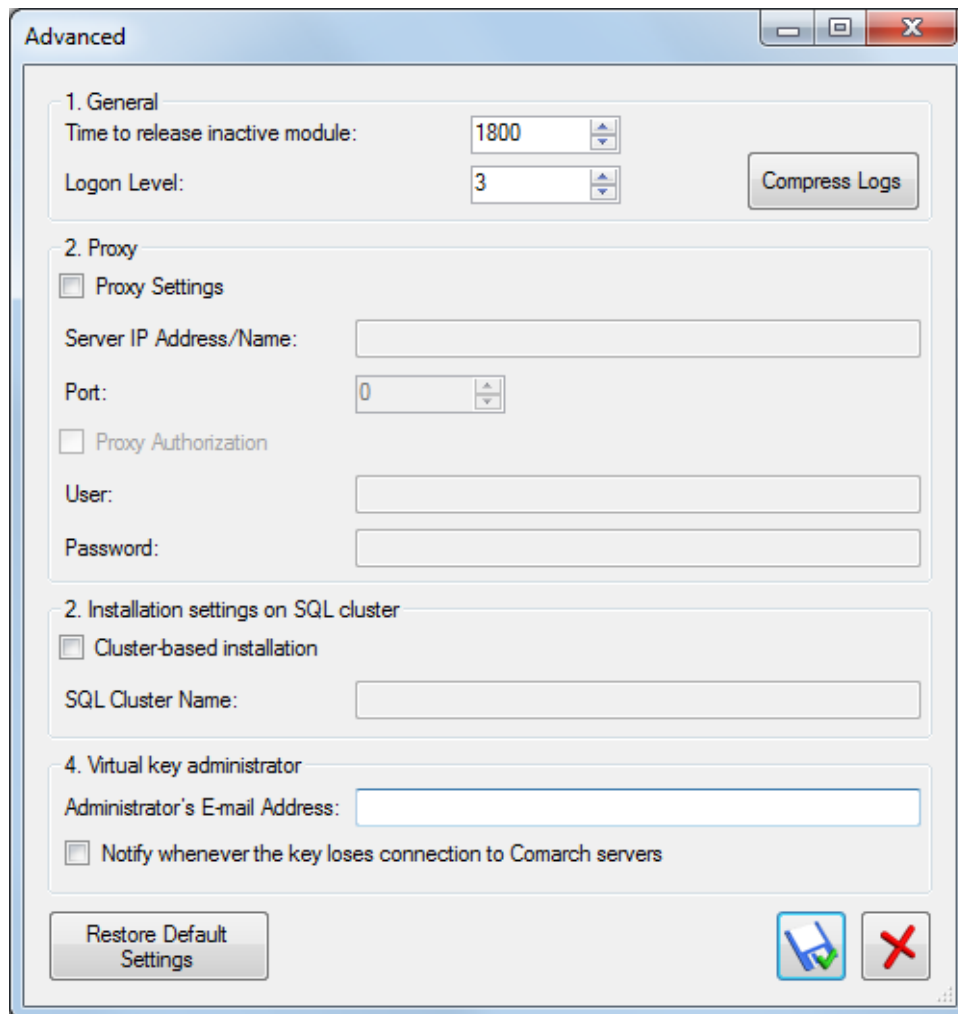 Advanced
1. General
Time to release inactive module: 1800
Logon Level: 3
Compress Logs
2. Proxy
Proxy Settings
Server IP Address/Name:
Port: 0
Proxy Authorization
User:
Password:
2. Installation settings on SQL cluster
Cluster-based installation
SQL Cluster Name:
4. Virtual key administrator
Administrator's E-mail Address:
Notify whenever the key loses connection to Comarch servers
Restore Default
Settings